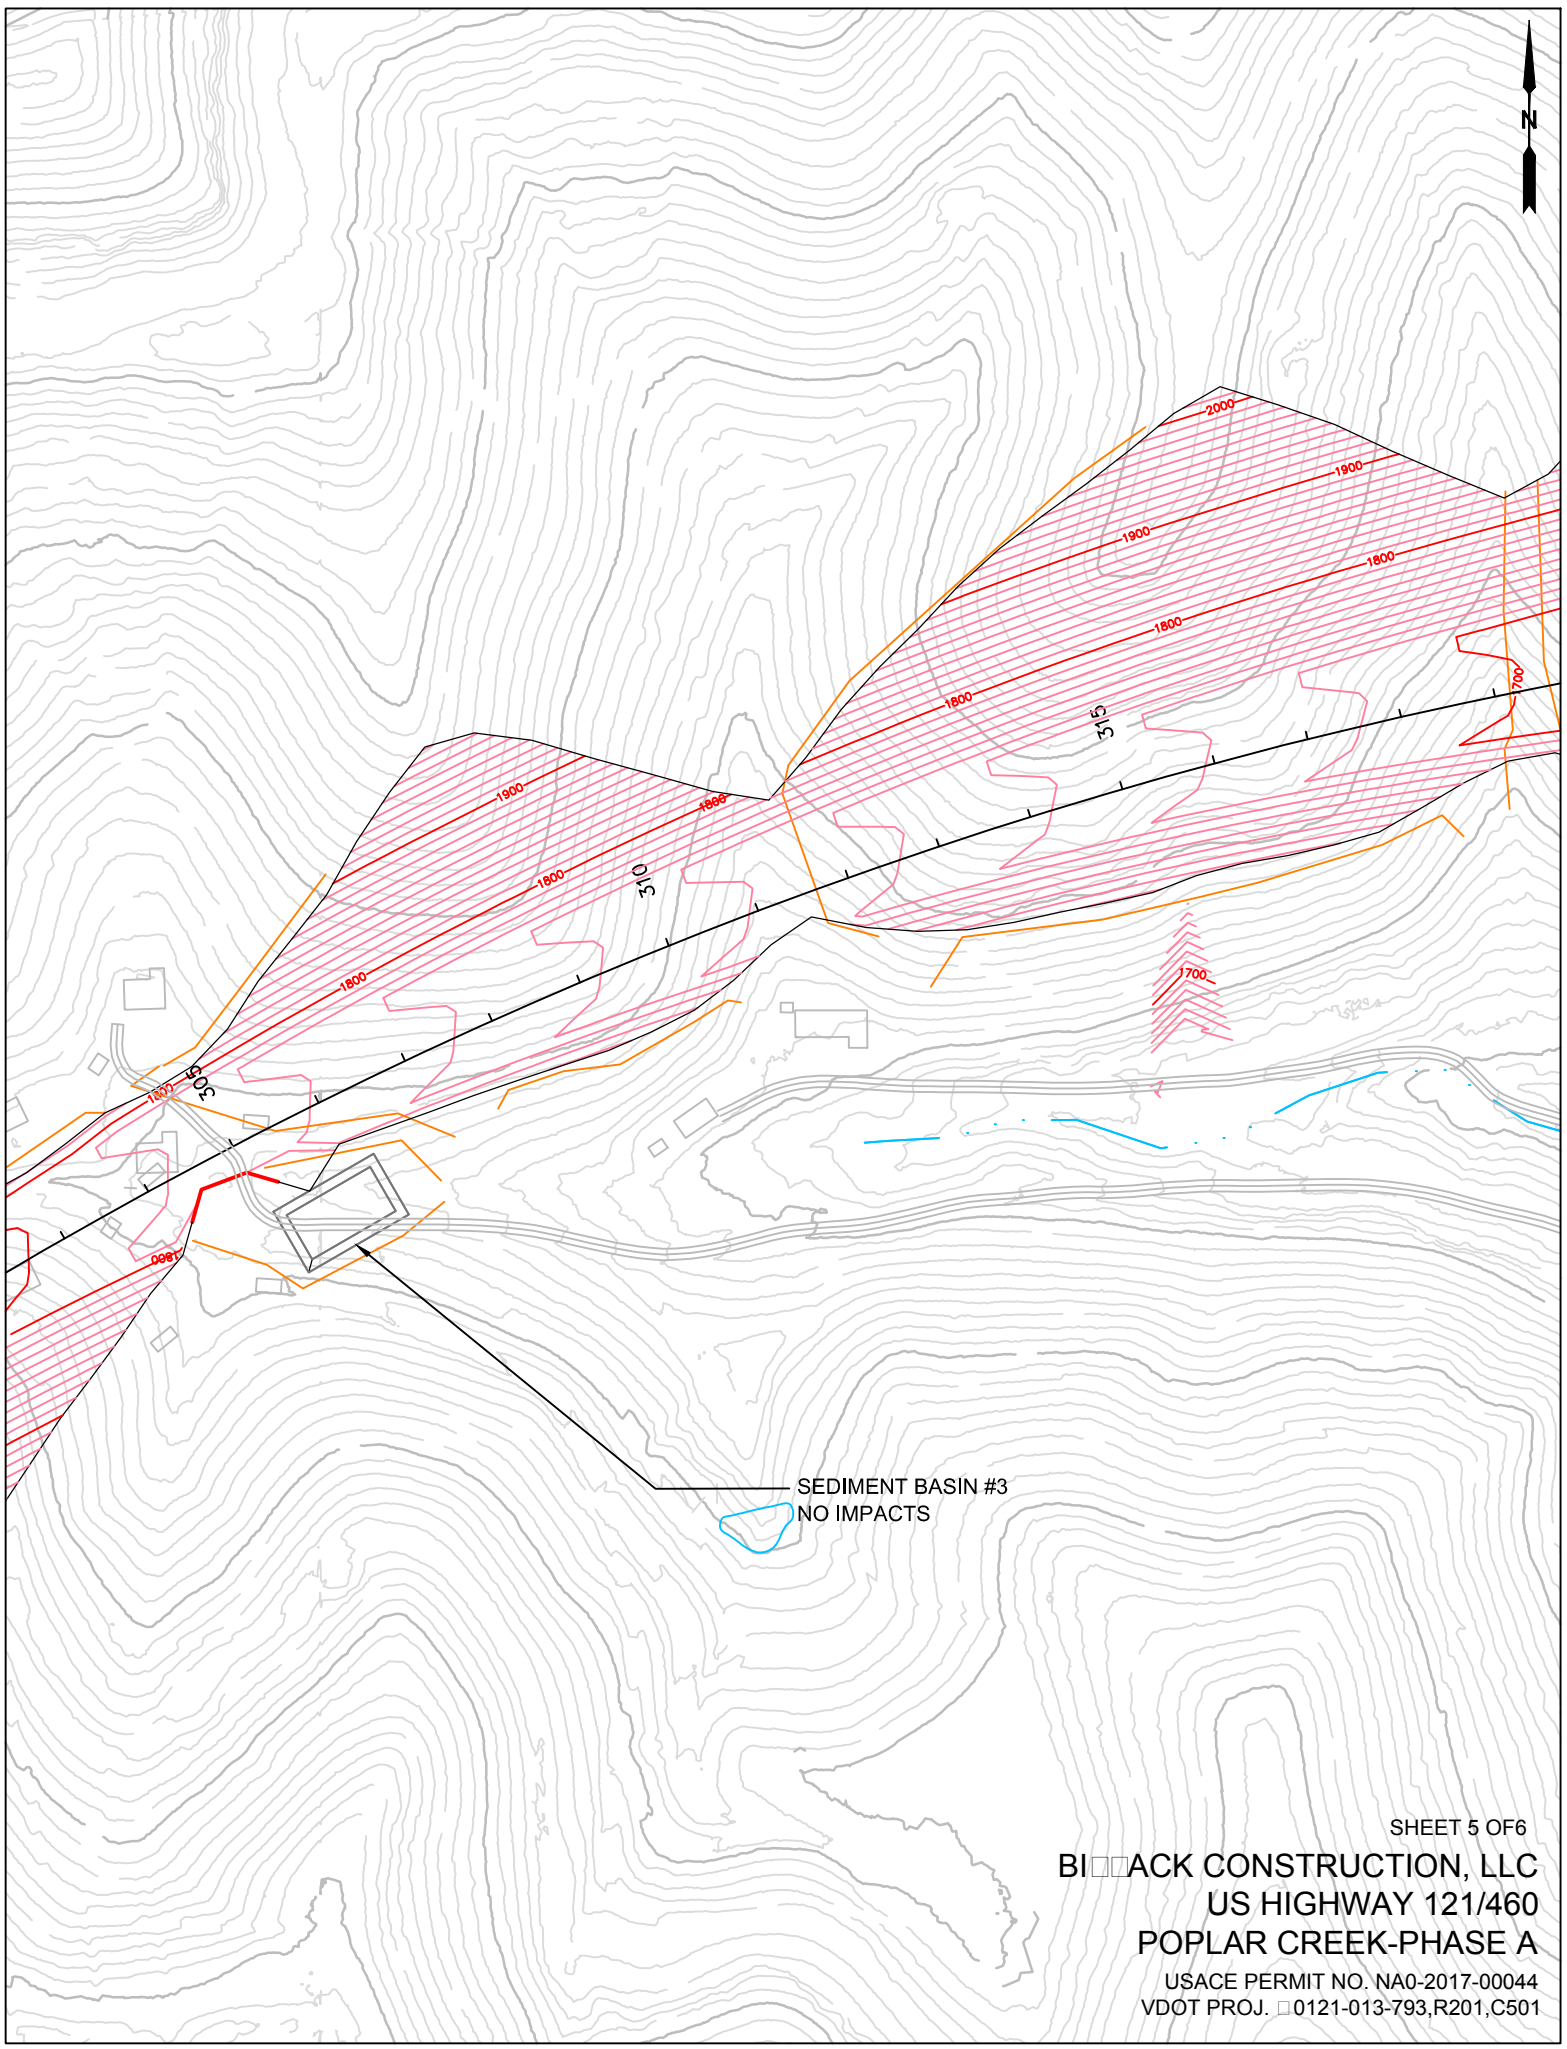 N
2000
1900
1900
1800
1800
1800
1700
315
1900
1800
1800
310
1800
1700
305
1800
1800
SEDIMENT BASIN #3
NO IMPACTS
SHEET 5 OF6
BI□□ACK CONSTRUCTION, LLC
US HIGHWAY 121/460
POPLAR CREEK-PHASE A
USACE PERMIT NO. NA0-2017-00044
VDOT PROJ. □0121-013-793,R201,C501